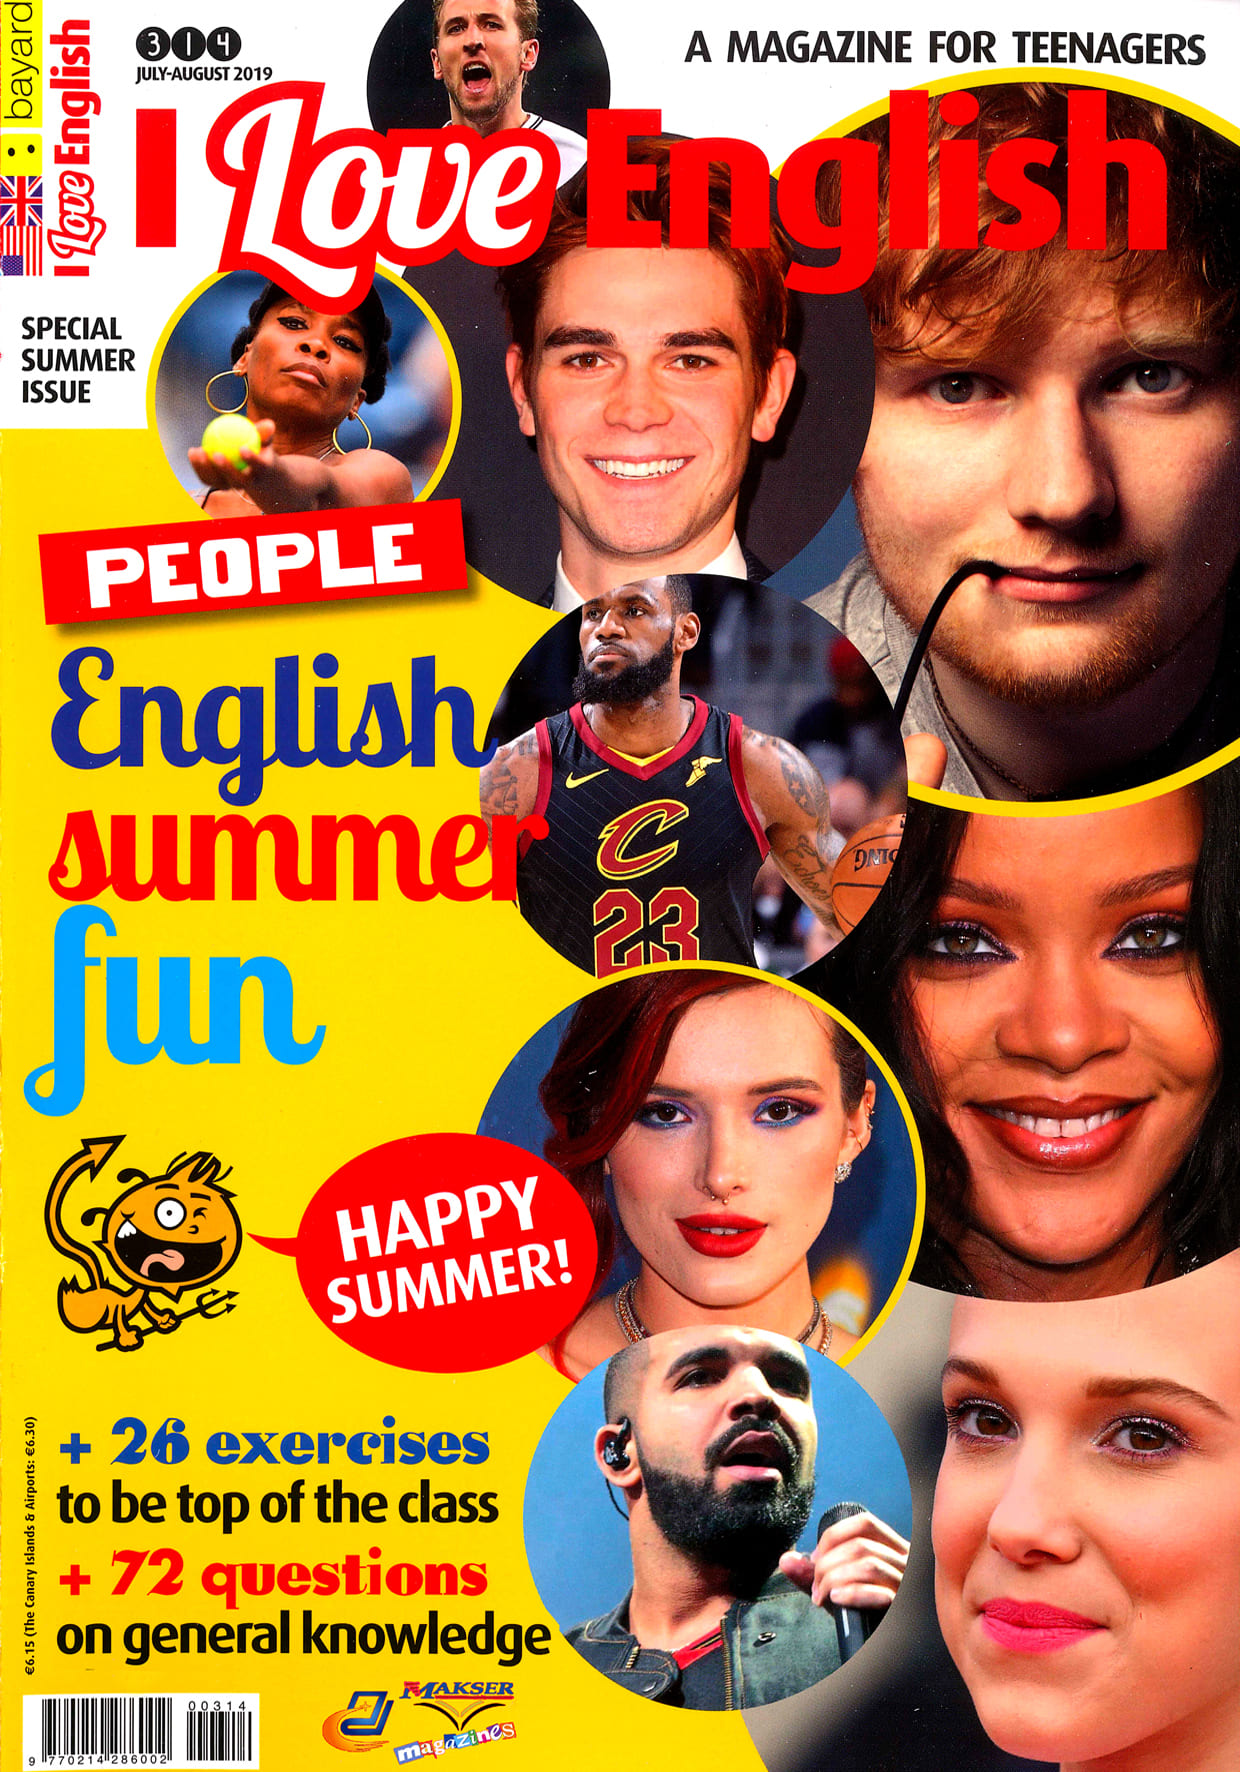 bayard
I Love English
314
JULY-AUGUST 2019
A MAGAZINE FOR TEENAGERS
I Love English
SPECIAL
SUMMER
ISSUE
PEOPLE
English
summer
fun
C
23
HAPPY
SUMMER!
+ 26 exercises
to be top of the class
+ 72 questions
on general knowledge
€6.15 (The Canary Islands & Airports: €6.30)
00314
9 770214 286002
MAKSER
magazines